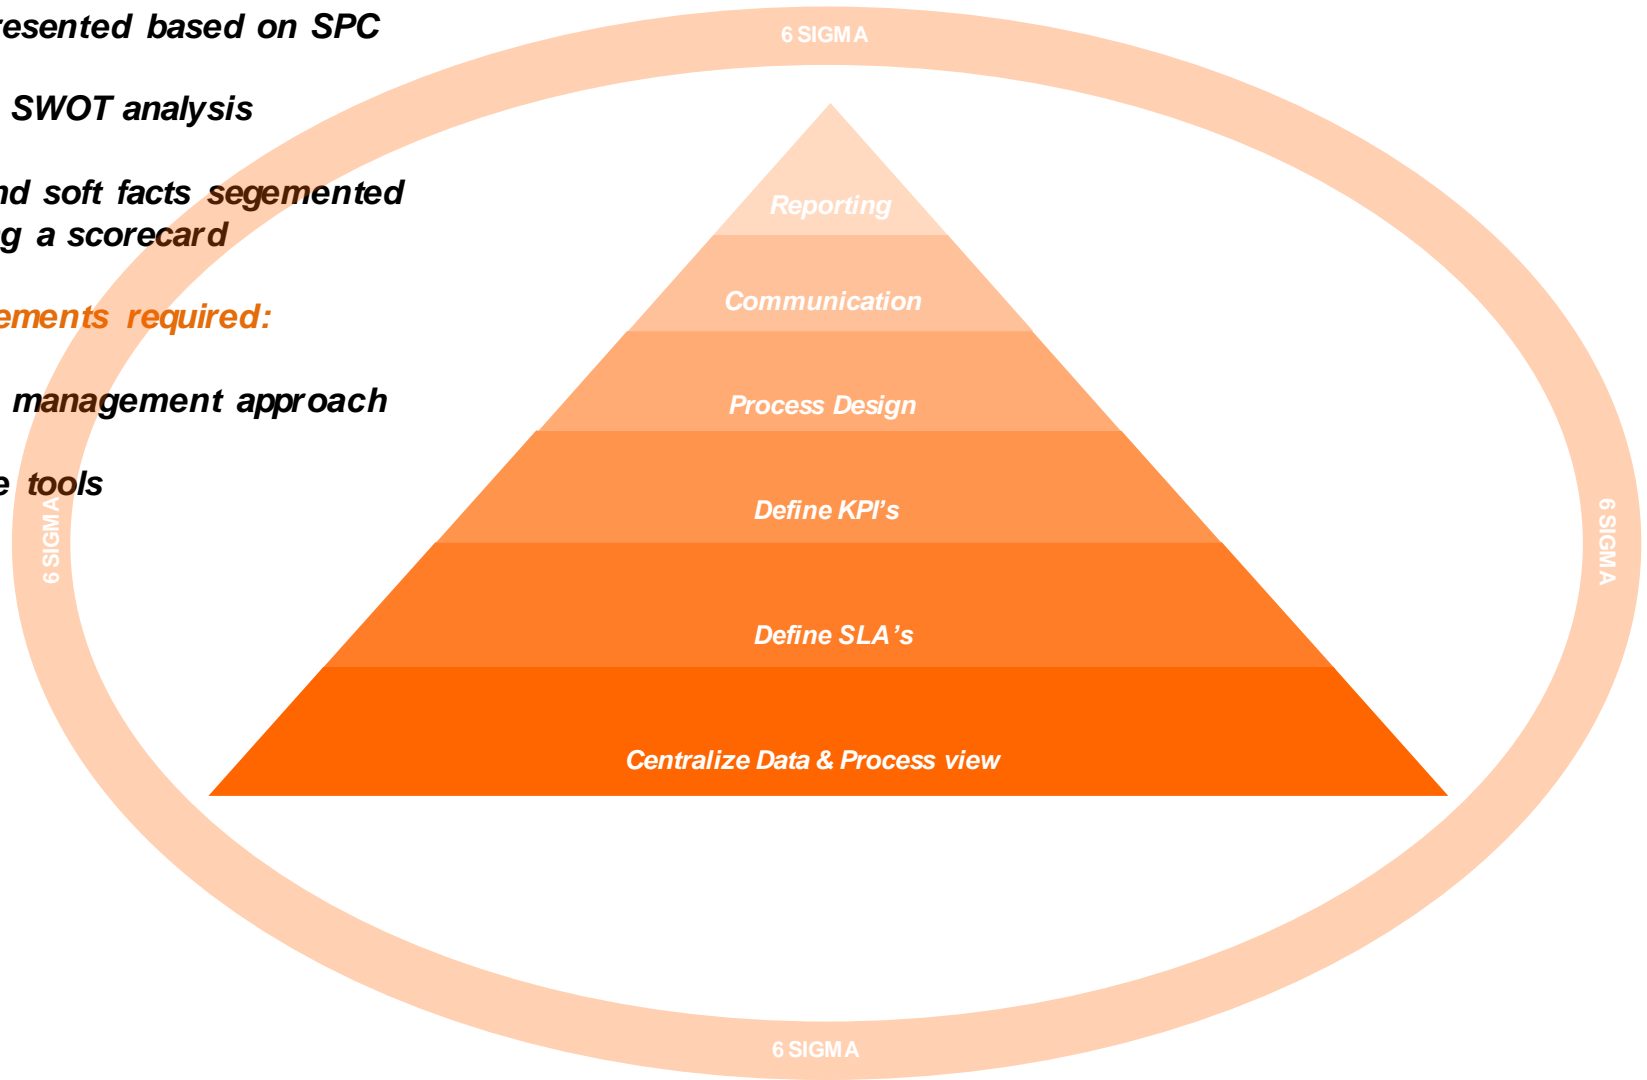 resented based on SPC
6 SIGMA
SWOT analysis
nd soft facts segemented
ng a scorecard
ements required:
management approach
e tools
Reporting
Communication
Process Design
Define KPI's
Define SLA's
Centralize Data & Process view
6 SIGMA
6 SIGMA
6 SIGMA